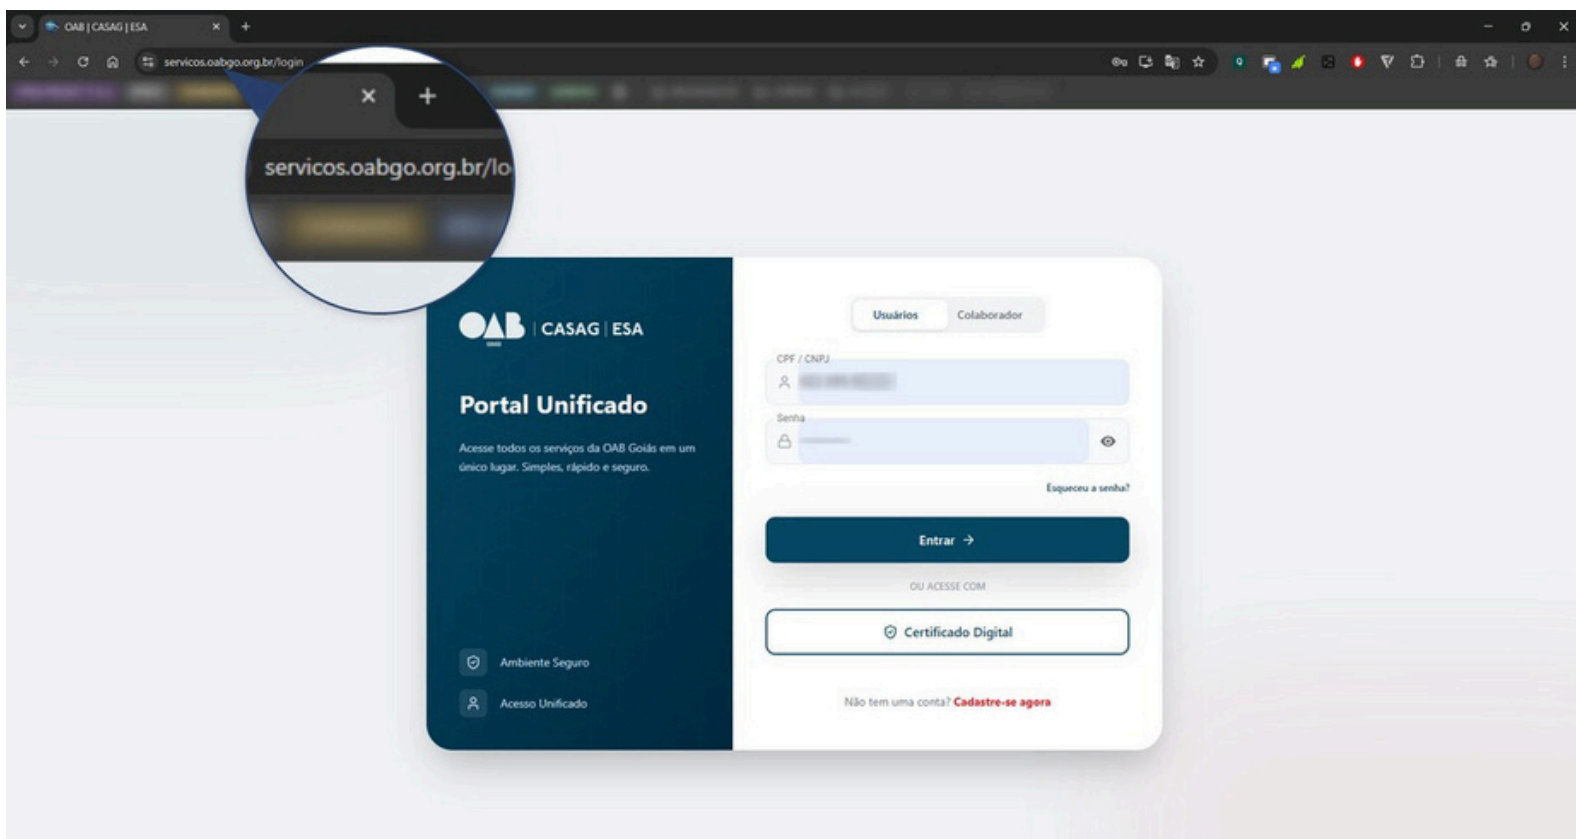 OAB | CASAG | ESA
servicos.oabgo.org.br/login
servicos.oabgo.org.br/lo
OAB | CASAG | ESA
Portal Unificado
Acesse todos os serviços da OAB Goiás em um
único lugar. Simples, rápido e seguro.
Ambiente Seguro
Acesso Unificado
Usuários
Colaborador
CPF / CNPJ
Senha
Esqueceu a senha?
Entrar →
OU ACESSE COM
Certificado Digital
Não tem uma conta? Cadastre-se agora